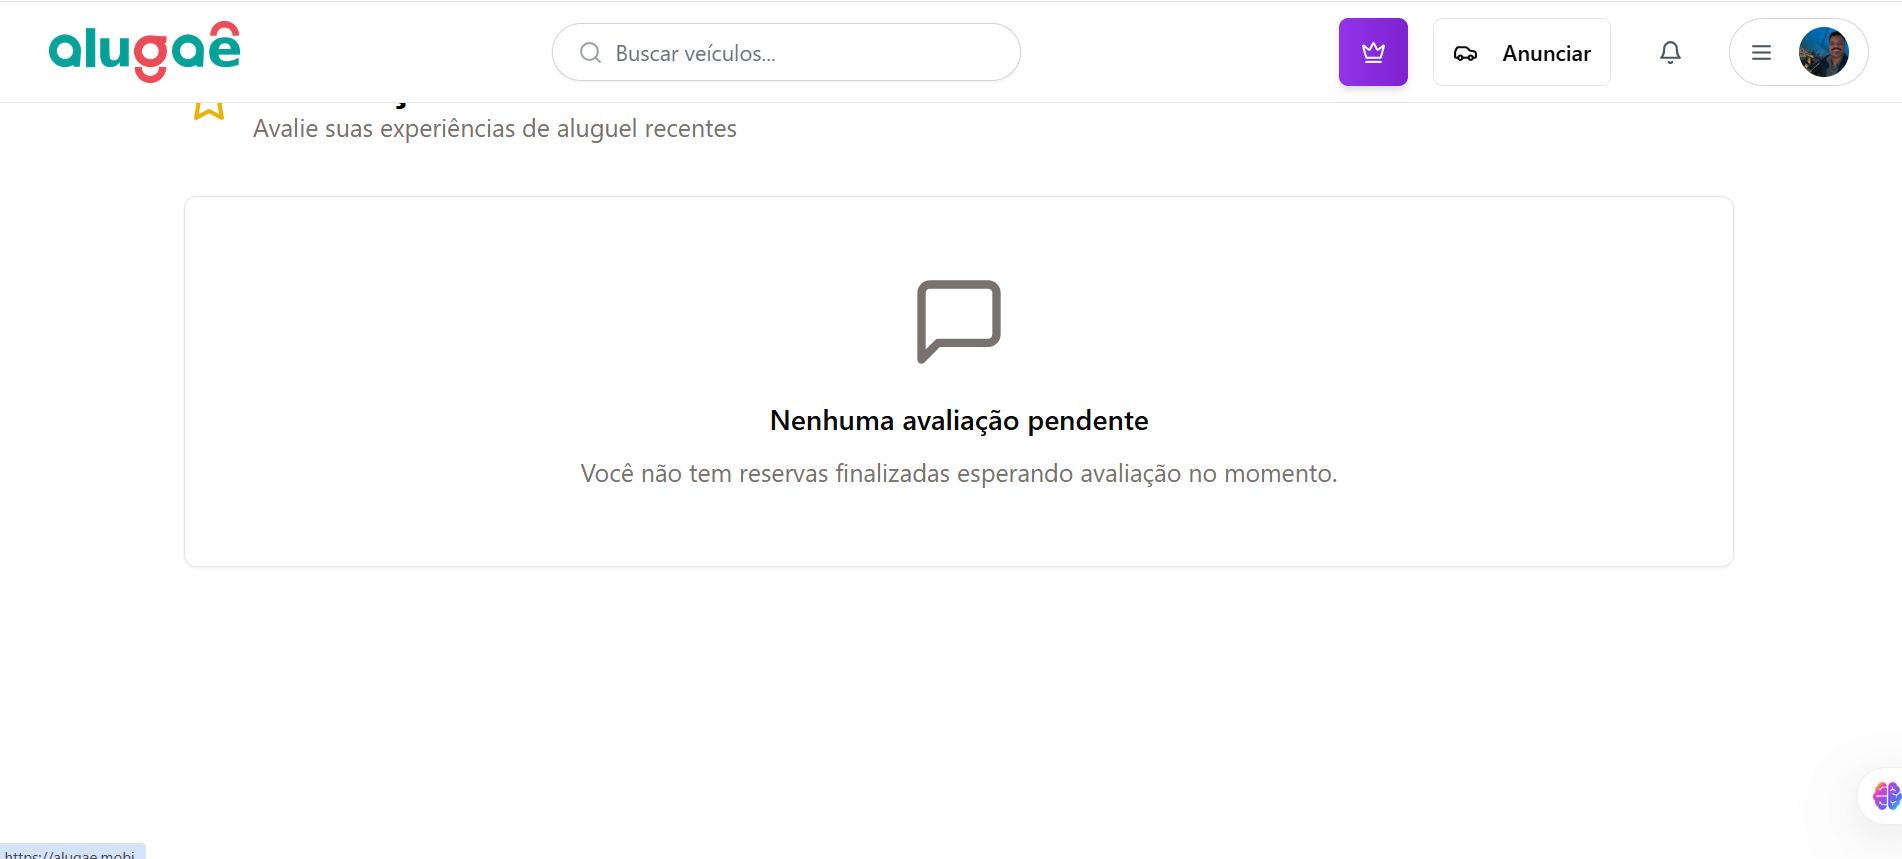 alugaê
Buscar veículos...
Anunciar
Avalie suas experiências de aluguel recentes
Nenhuma avaliação pendente
Você não tem reservas finalizadas esperando avaliação no momento.
https://alugae.mobi